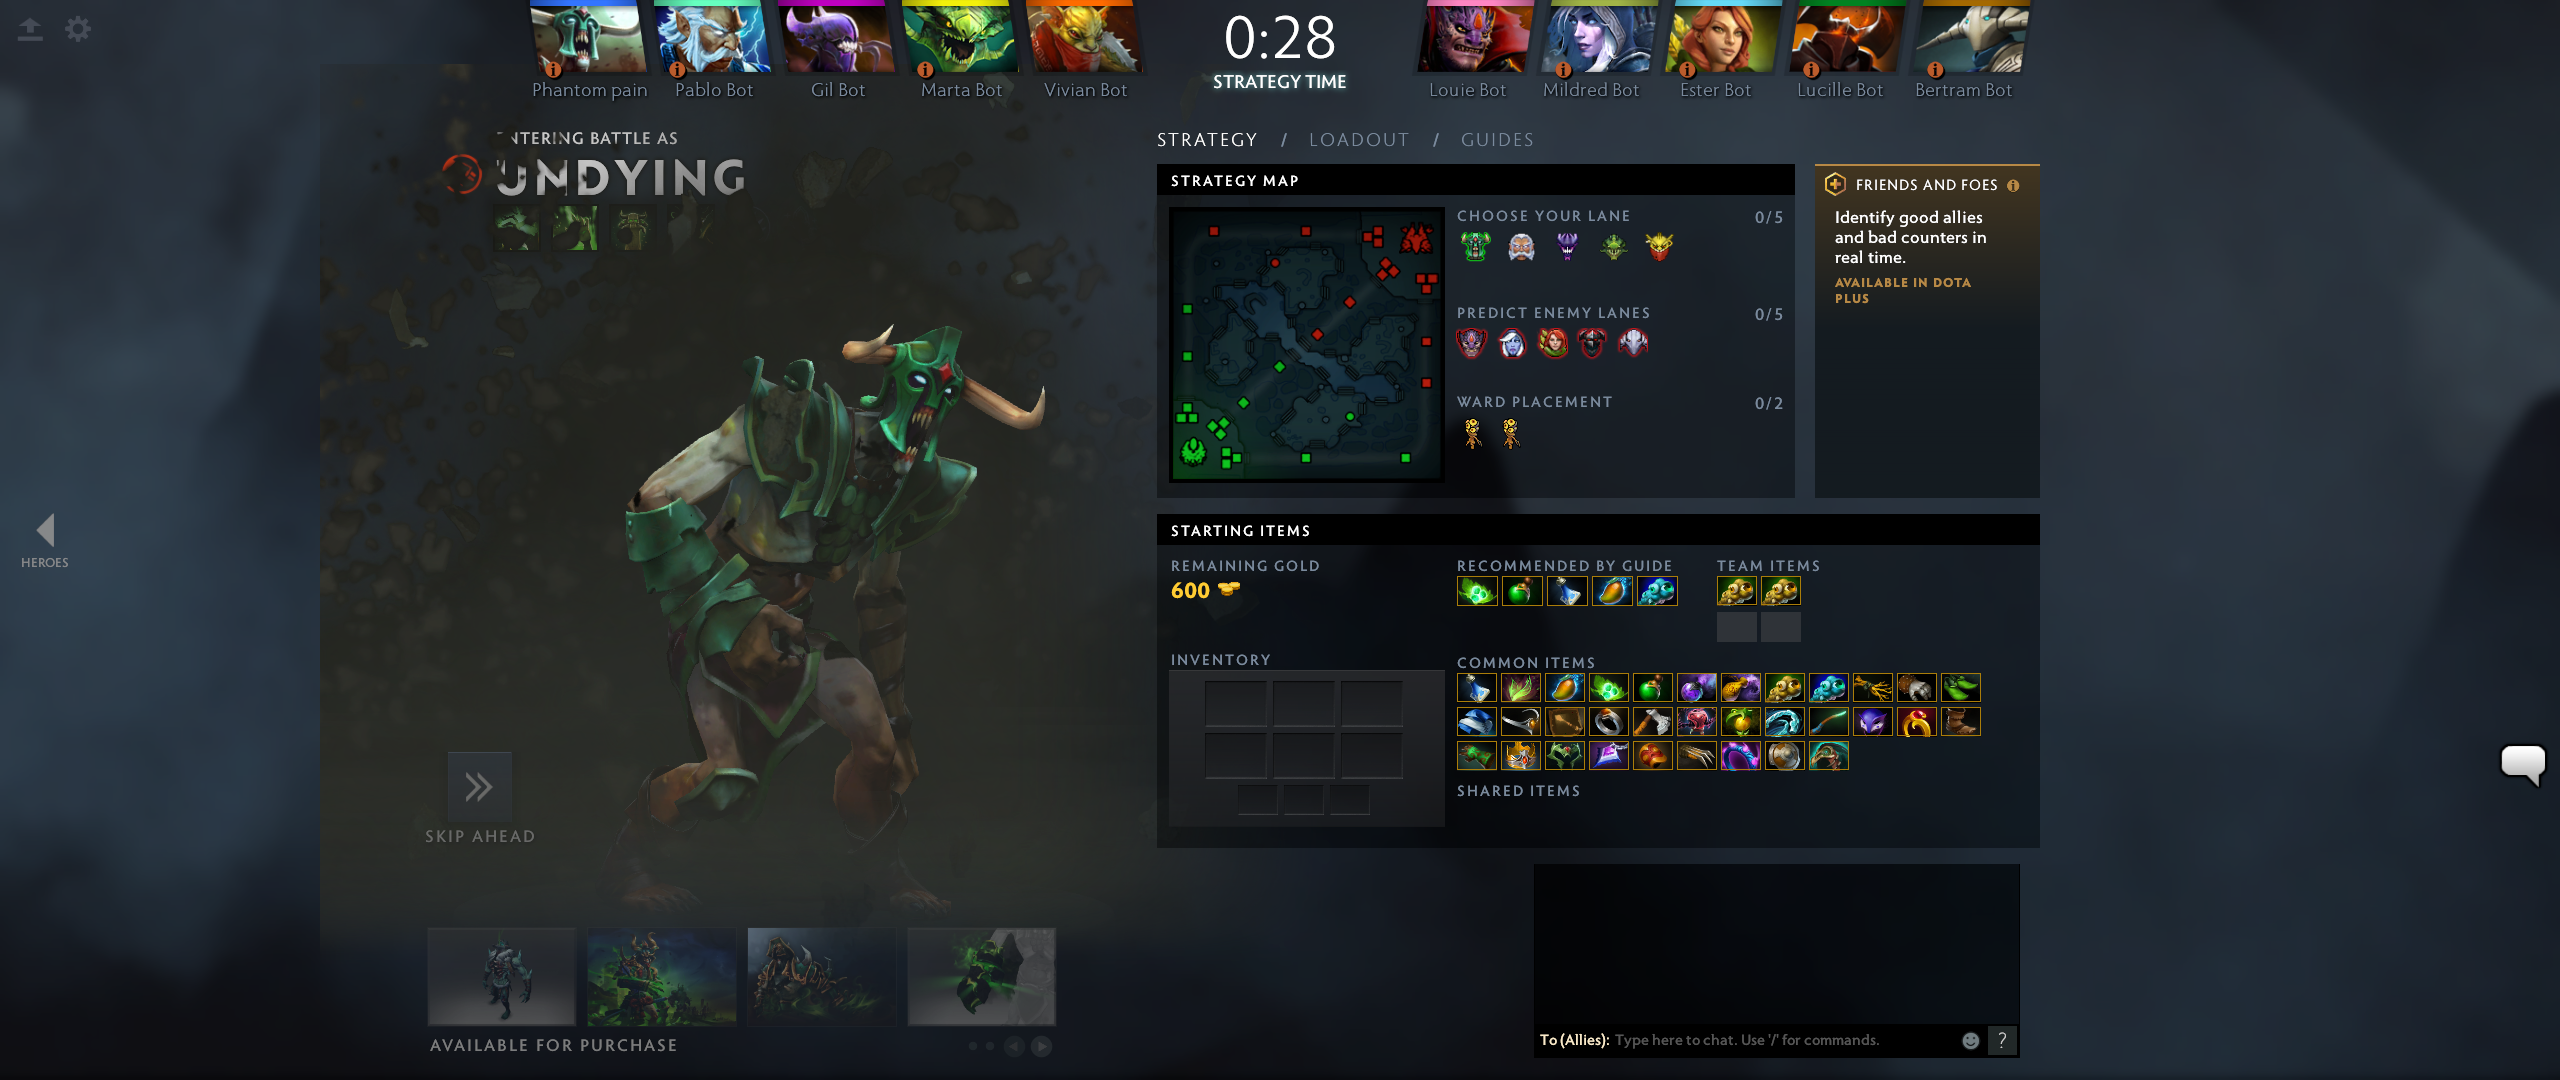 0:28
STRATEGY TIME
Phantom pain
Pablo Bot
Gil Bot
Marta Bot
Vivian Bot
Louie Bot
Mildred Bot
Ester Bot
Lucille Bot
Bertram Bot
ENTERING BATTLE AS
UNDYING
STRATEGY / LOADOUT / GUIDES
STRATEGY MAP
CHOOSE YOUR LANE 0/5
PREDICT ENEMY LANES 0/5
WARD PLACEMENT 0/2
FRIENDS AND FOES
Identify good allies
and bad counters in
real time.
AVAILABLE IN DOTA
PLUS
HEROES
STARTING ITEMS
REMAINING GOLD
600
RECOMMENDED BY GUIDE
TEAM ITEMS
INVENTORY
COMMON ITEMS
SHARED ITEMS
SKIP AHEAD
AVAILABLE FOR PURCHASE
To (Allies): Type here to chat. Use '/' for commands.
?